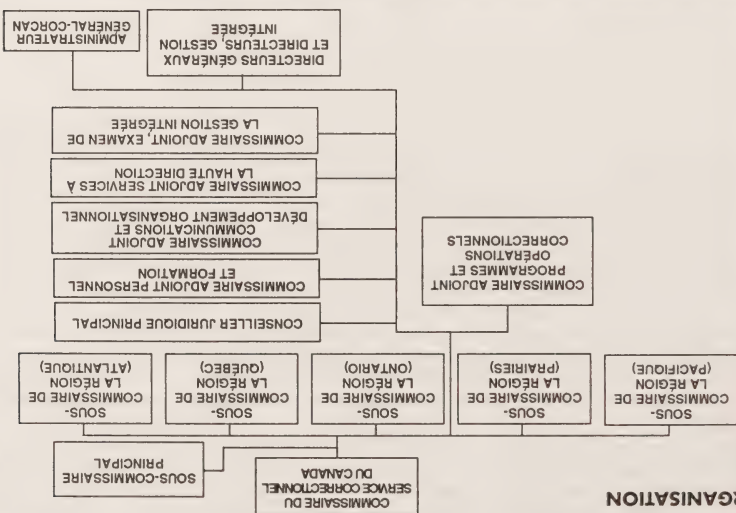 RGANISATION
COMMISSAIRE DU
SERVICE CORRECTIONNEL
DU CANADA
SOUS-COMMISSAIRE
PRINCIPAL
SOUS-
COMMISSAIRE DE
LA RÉGION
(PACIFIQUE)
SOUS-
COMMISSAIRE DE
LA RÉGION
(PRAIRIES)
SOUS-
COMMISSAIRE DE
LA RÉGION
(ONTARIO)
SOUS-
COMMISSAIRE DE
LA RÉGION
(QUÉBEC)
SOUS-
COMMISSAIRE DE
LA RÉGION
(ATLANTIQUE)
COMMISSAIRE ADJOINT
PROGRAMMES ET
OPÉRATIONS
CORRECTIONNELS
CONSEILLER JURIDIQUE PRINCIPAL
COMMISSAIRE ADJOINT PERSONNEL
ET FORMATION
COMMISSAIRE ADJOINT
COMMUNICATIONS ET
DÉVELOPPEMENT ORGANISATIONNEL
COMMISSAIRE ADJOINT SERVICES À
LA HAUTE DIRECTION
COMMISSAIRE ADJOINT, EXAMEN DE
LA GESTION INTÉGRÉE
DIRECTEURS GÉNÉRAUX
ET DIRECTEURS, GESTION
INTÉGRÉE
ADMINISTRATEUR
GÉNÉRAL-CORCAN